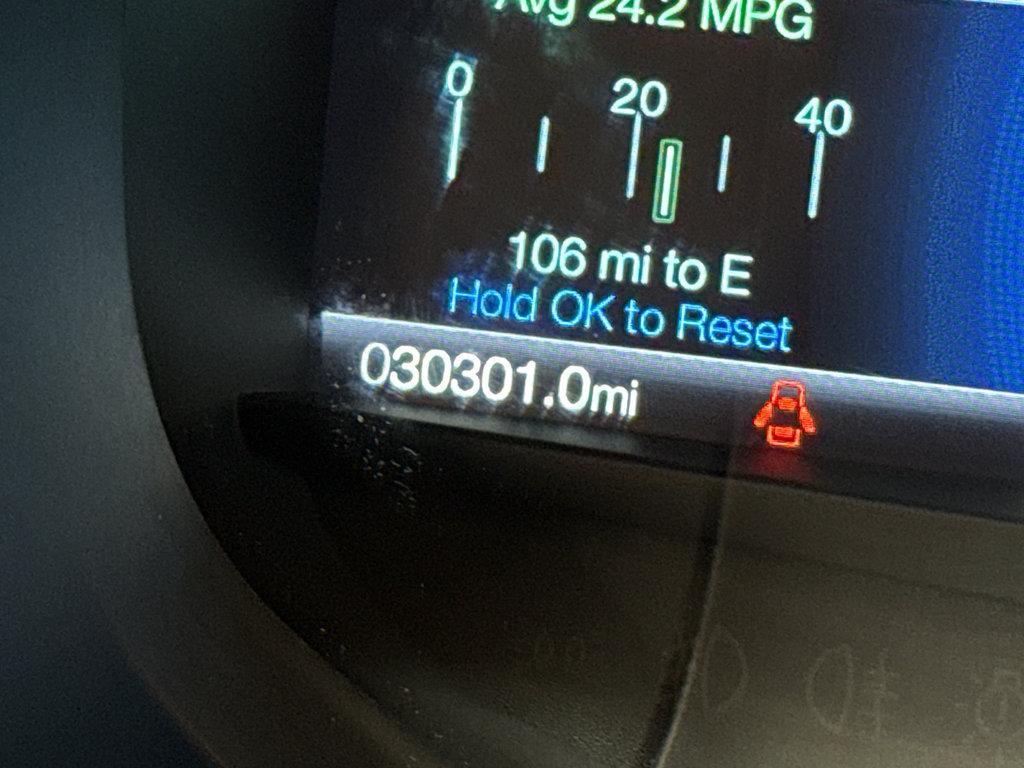 Avg 24.2 MPG
0 20 40
106 mi to E
Hold OK to Reset
030301.0mi